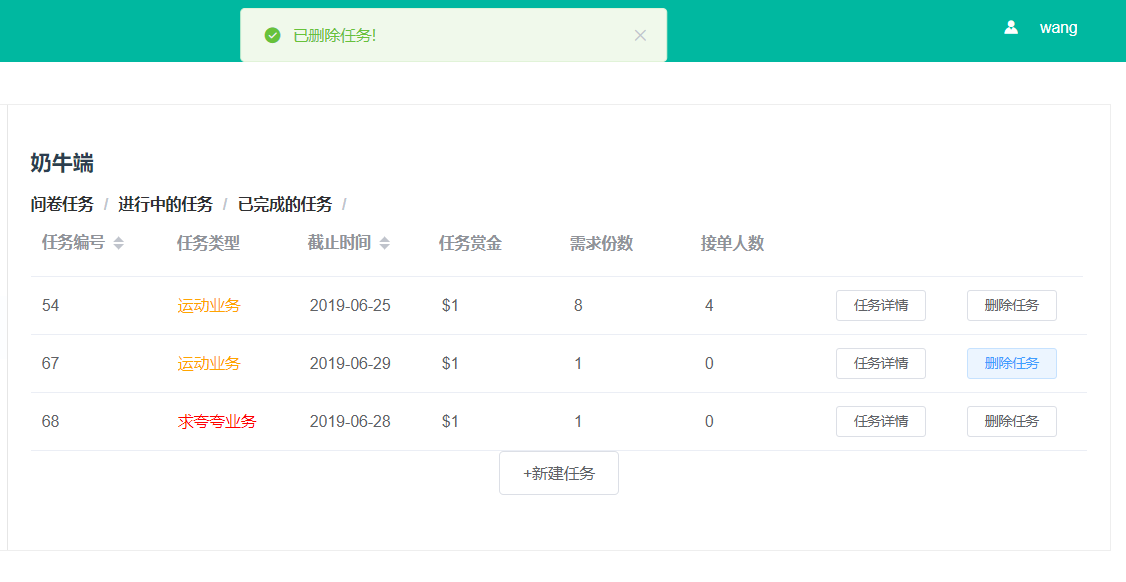 已删除任务!
wang
奶牛端
问卷任务 / 进行中的任务 / 已完成的任务 /
任务编号 任务类型 截止时间 任务赏金 需求份数 接单人数
54 运动业务 2019-06-25 $1 8 4 任务详情 删除任务
67 运动业务 2019-06-29 $1 1 0 任务详情 删除任务
68 求夸夸业务 2019-06-28 $1 1 0 任务详情 删除任务
+新建任务